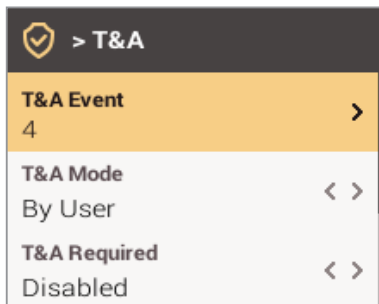 > T&A
T&A Event
4
T&A Mode
By User
T&A Required
Disabled